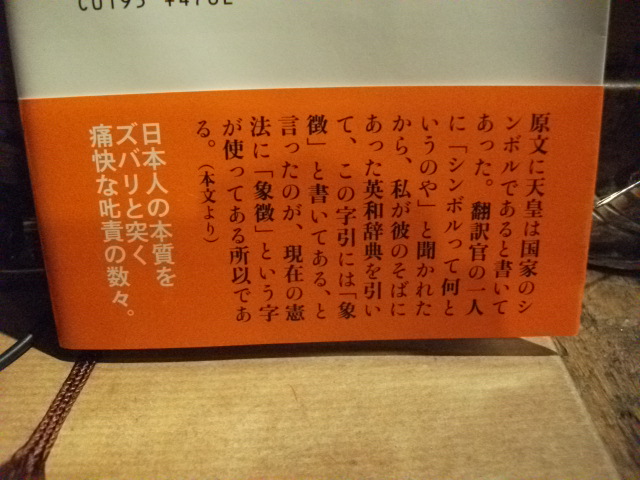 C0195 ¥476E
原文に天皇は国家のシ
ンボルであると書いて
あった。翻訳官の一人
に「シンボルって何と
いうのや」と聞かれた
から、私が彼のそばに
あった英和辞典を引い
て、この字引には「象
徴」と書いてある、と
言ったのが、現在の憲
法に「象徴」という字
が使ってある所以であ
る。（本文より）
日本人の本質を
ズバリと突く
痛快な叱責の数々。